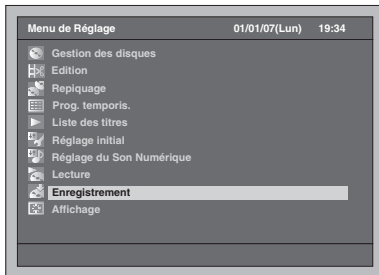 Menu de Réglage 01/01/07(Lun) 19:34
Gestion des disques
Edition
Repiquage
Prog. temporis.
Liste des titres
Réglage initial
Réglage du Son Numérique
Lecture
Enregistrement
Affichage